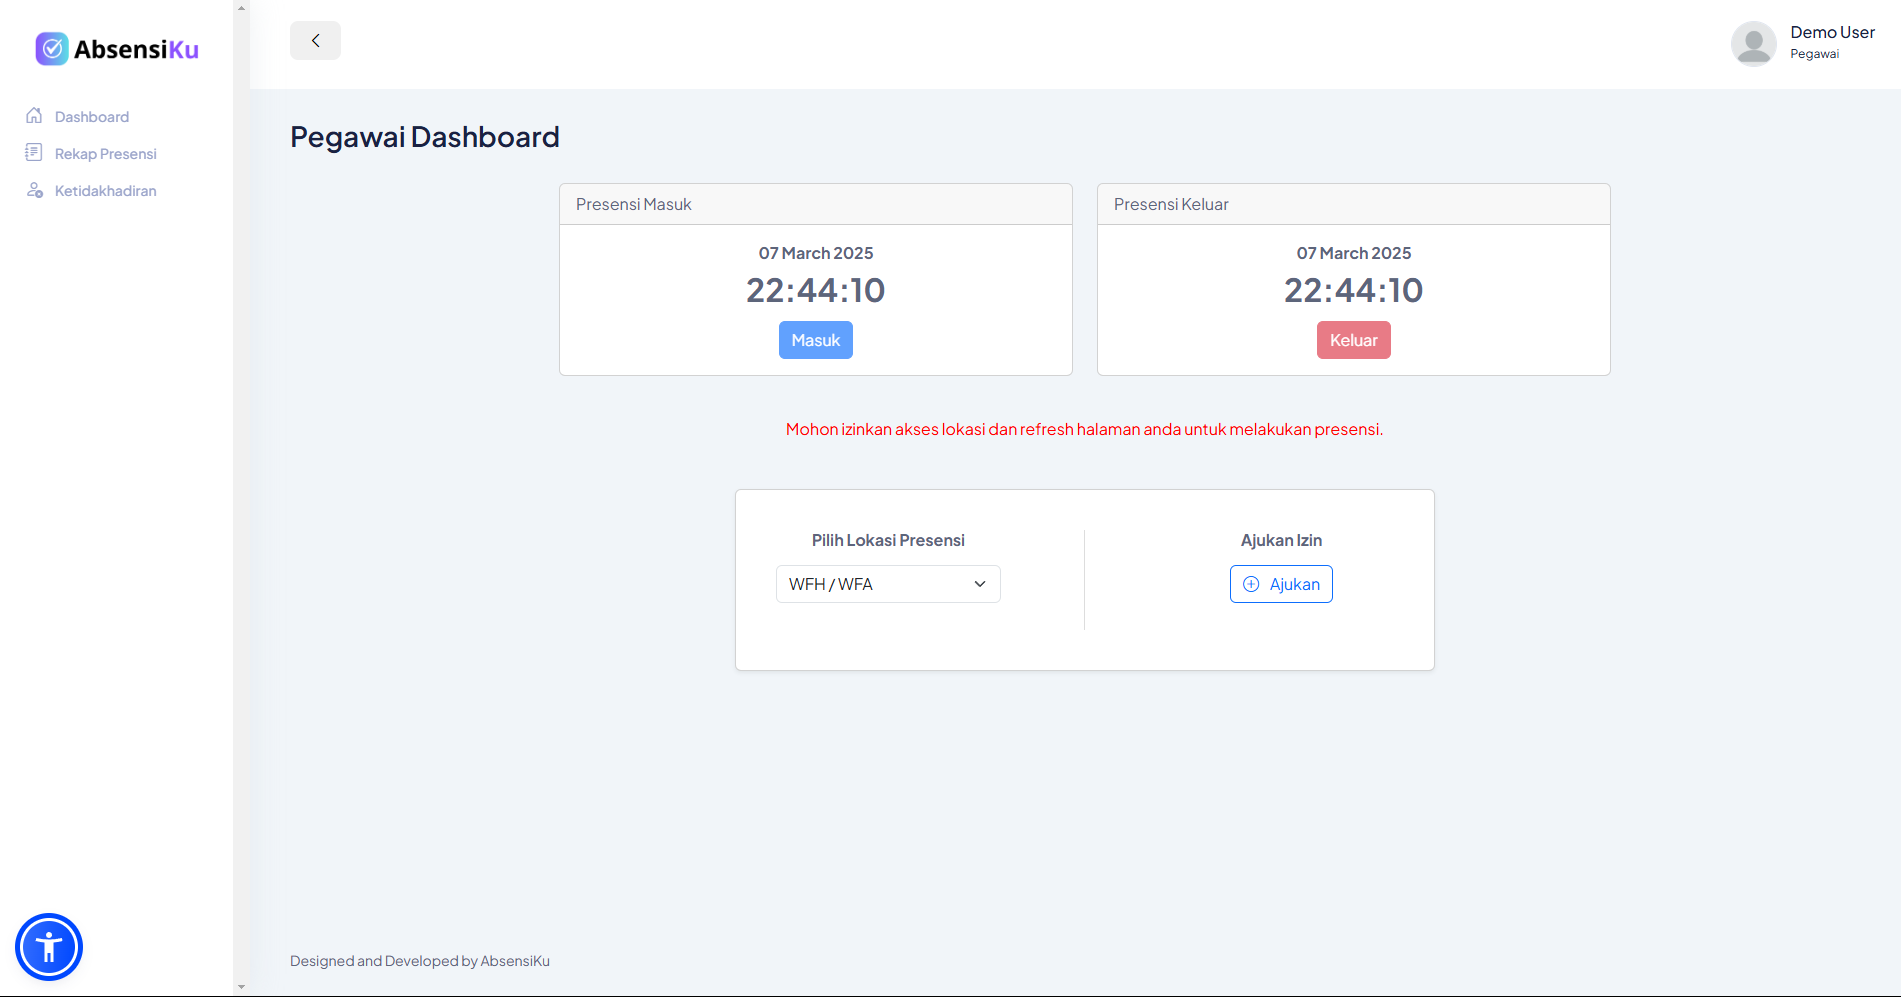 AbsensiKu
Demo User
Pegawai
Dashboard
Rekap Presensi
Ketidakhadiran
Pegawai Dashboard
Presensi Masuk
07 March 2025
22:44:10
Masuk
Presensi Keluar
07 March 2025
22:44:10
Keluar
Mohon izinkan akses lokasi dan refresh halaman anda untuk melakukan presensi.
Pilih Lokasi Presensi
WFH / WFA
Ajukan Izin
Ajukan
Designed and Developed by AbsensiKu